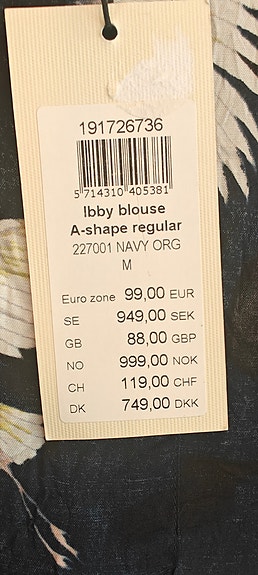 191726736
5 714310 405381
Ibby blouse
A-shape regular
227001 NAVY ORG
M
Euro zone 99,00 EUR
SE 949,00 SEK
GB 88,00 GBP
NO 999,00 NOK
CH 119,00 CHF
DK 749,00 DKK